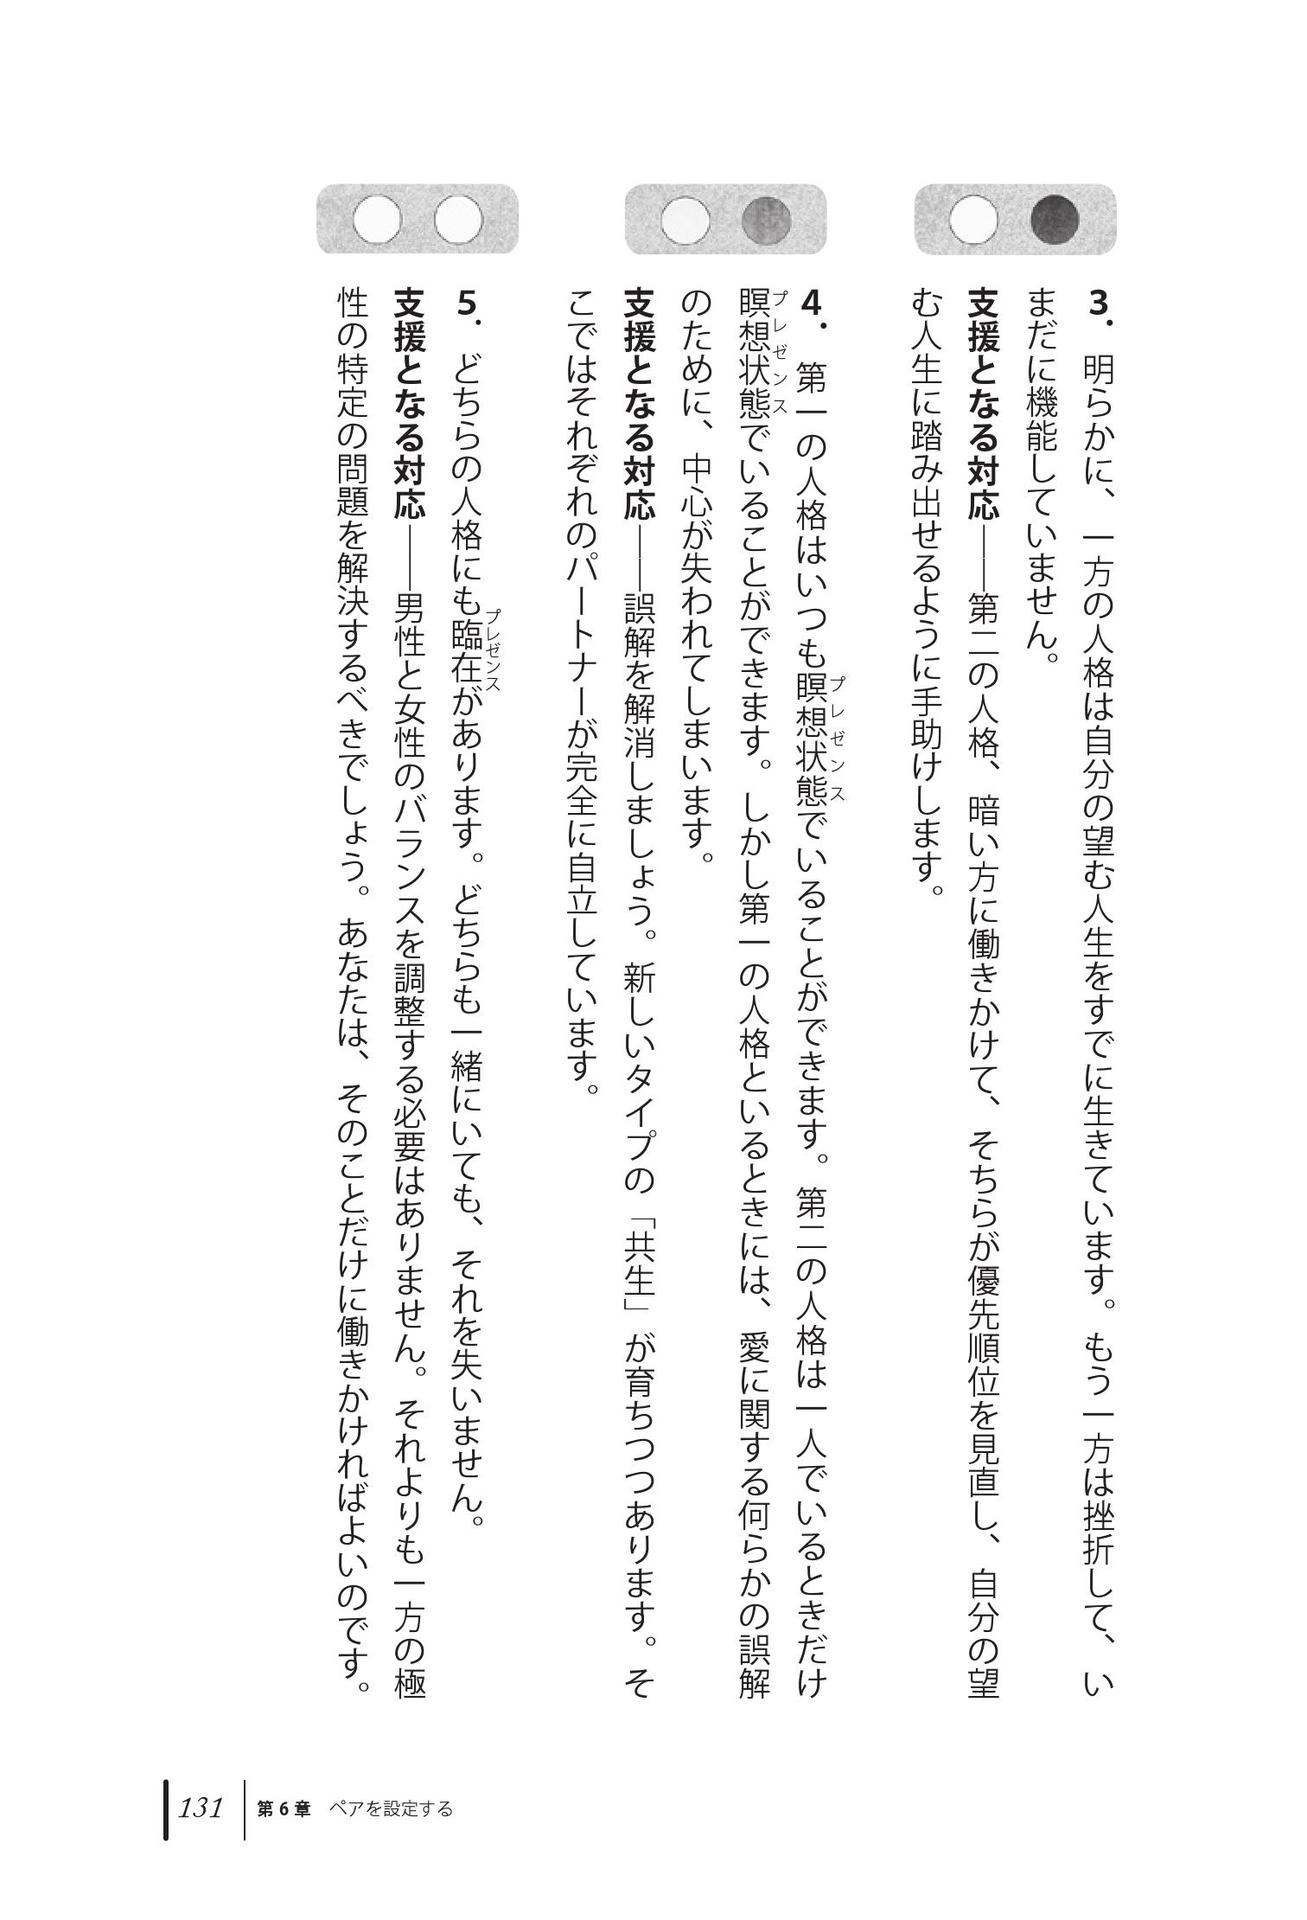 3. 明らかに、一方の人格は自分の望む人生をすでに生きています。もう一方は挫折して、い
まだに機能していません。
支援となる対応――第二の人格、暗い方に働きかけて、そちらが優先順位を見直し、自分の望
む人生に踏み出せるように手助けします。
4. 第一の人格はいつも瞑想状態でいることができます。第二の人格は一人でいるときだけ
プレゼンス
瞑想状態でいることができます。しかし第一の人格といるときには、愛に関する何らかの誤解
プレゼンス
のために、中心が失われてしまいます。
支援となる対応――誤解を解消しましょう。新しいタイプの「共生」が育ちつつあります。そ
こではそれぞれのパートナーが完全に自立しています。
5. どちらの人格にも臨在があります。どちらも一緒にいても、それを失いません。
プレゼンス
支援となる対応――男性と女性のバランスを調整する必要はありません。それよりも一方の極
性の特定の問題を解決するべきでしょう。あなたは、そのことだけに働きかければよいのです。
131 第6章 ペアを設定する